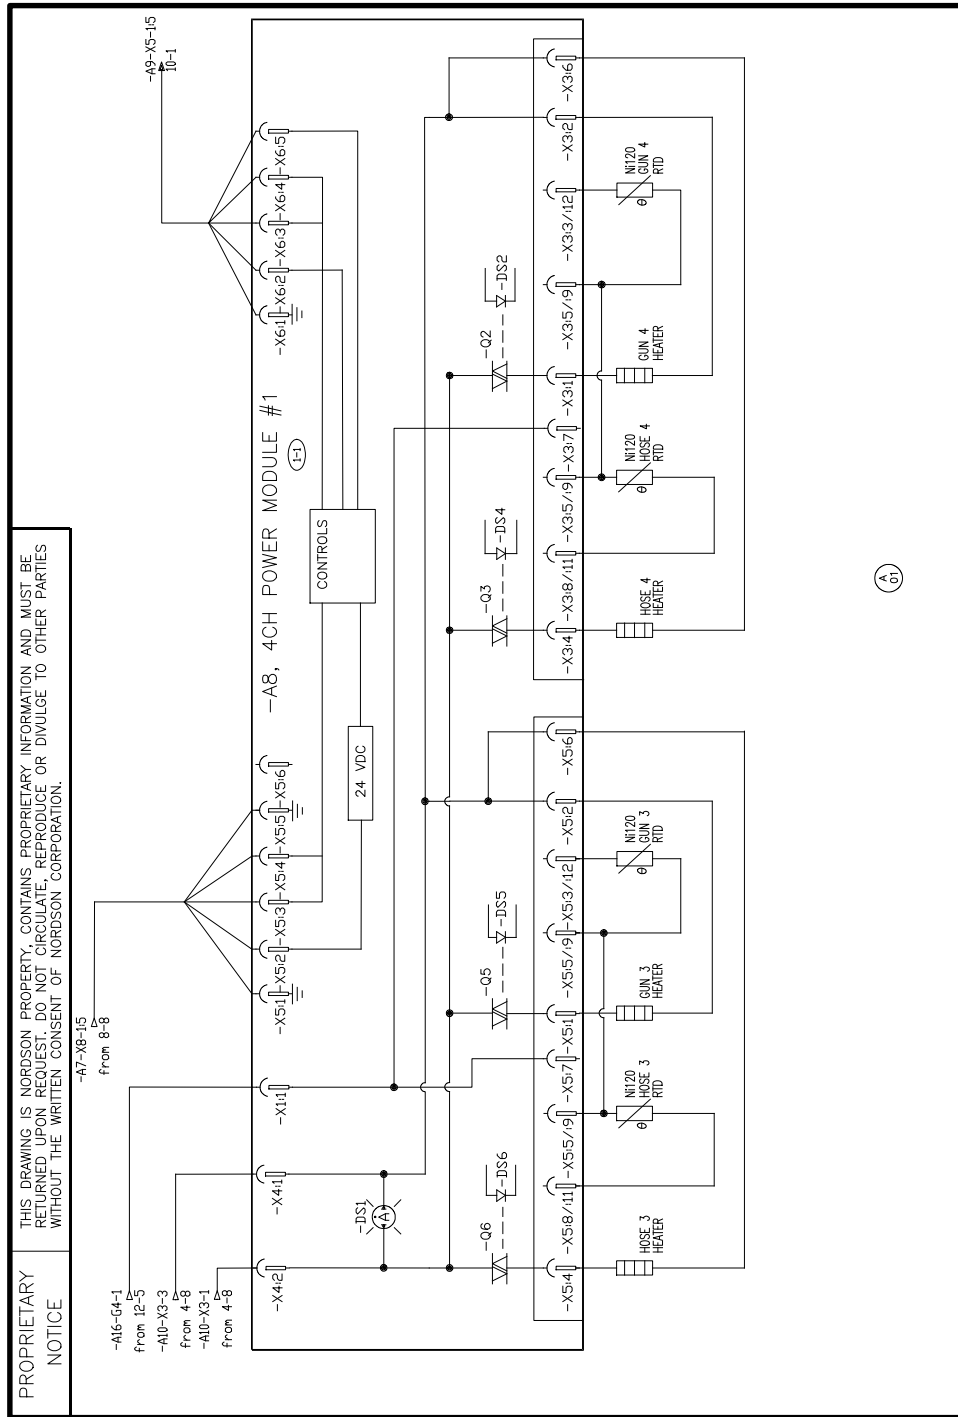 PROPRIETARY
NOTICE
THIS DRAWING IS NORDSON PROPERTY, CONTAINS PROPRIETARY INFORMATION AND MUST BE
RETURNED UPON REQUEST. DO NOT CIRCULATE, REPRODUCE OR DIVULGE TO OTHER PARTIES
WITHOUT THE WRITTEN CONSENT OF NORDSON CORPORATION.
-A7-X8-1:5
from 8-8
-A9-X5-1:5
10-1
-A16-G4-1
from 12-5
-A10-X3-3
from 4-8
-A10-X3-1
from 4-8
-X4:2
-X4:1
-X1:1
-X5:1
-X5:2
-X5:3
-X5:4
-X5:5
-X5:6
-X6:1
-X6:2
-X6:3
-X6:4
-X6:5
-A8, 4CH POWER MODULE #1
1-1
CONTROLS
24 VDC
-DS1
A
-Q6
-DS6
-Q5
-DS5
-Q3
-DS4
-Q2
-DS2
-X5:4
-X5:8/:11
-X5:5/:9
-X5:7
-X5:1
-X5:5/:9
-X5:3/:12
-X5:2
-X5:6
-X3:4
-X3:8/:11
-X3:5/:9
-X3:7
-X3:1
-X3:5/:9
-X3:3/:12
-X3:2
-X3:6
HOSE 3
HEATER
θ
Ni120
HOSE 3
RTD
GUN 3
HEATER
θ
Ni120
GUN 3
RTD
HOSE 4
HEATER
θ
Ni120
HOSE 4
RTD
GUN 4
HEATER
θ
Ni120
GUN 4
RTD
A
01